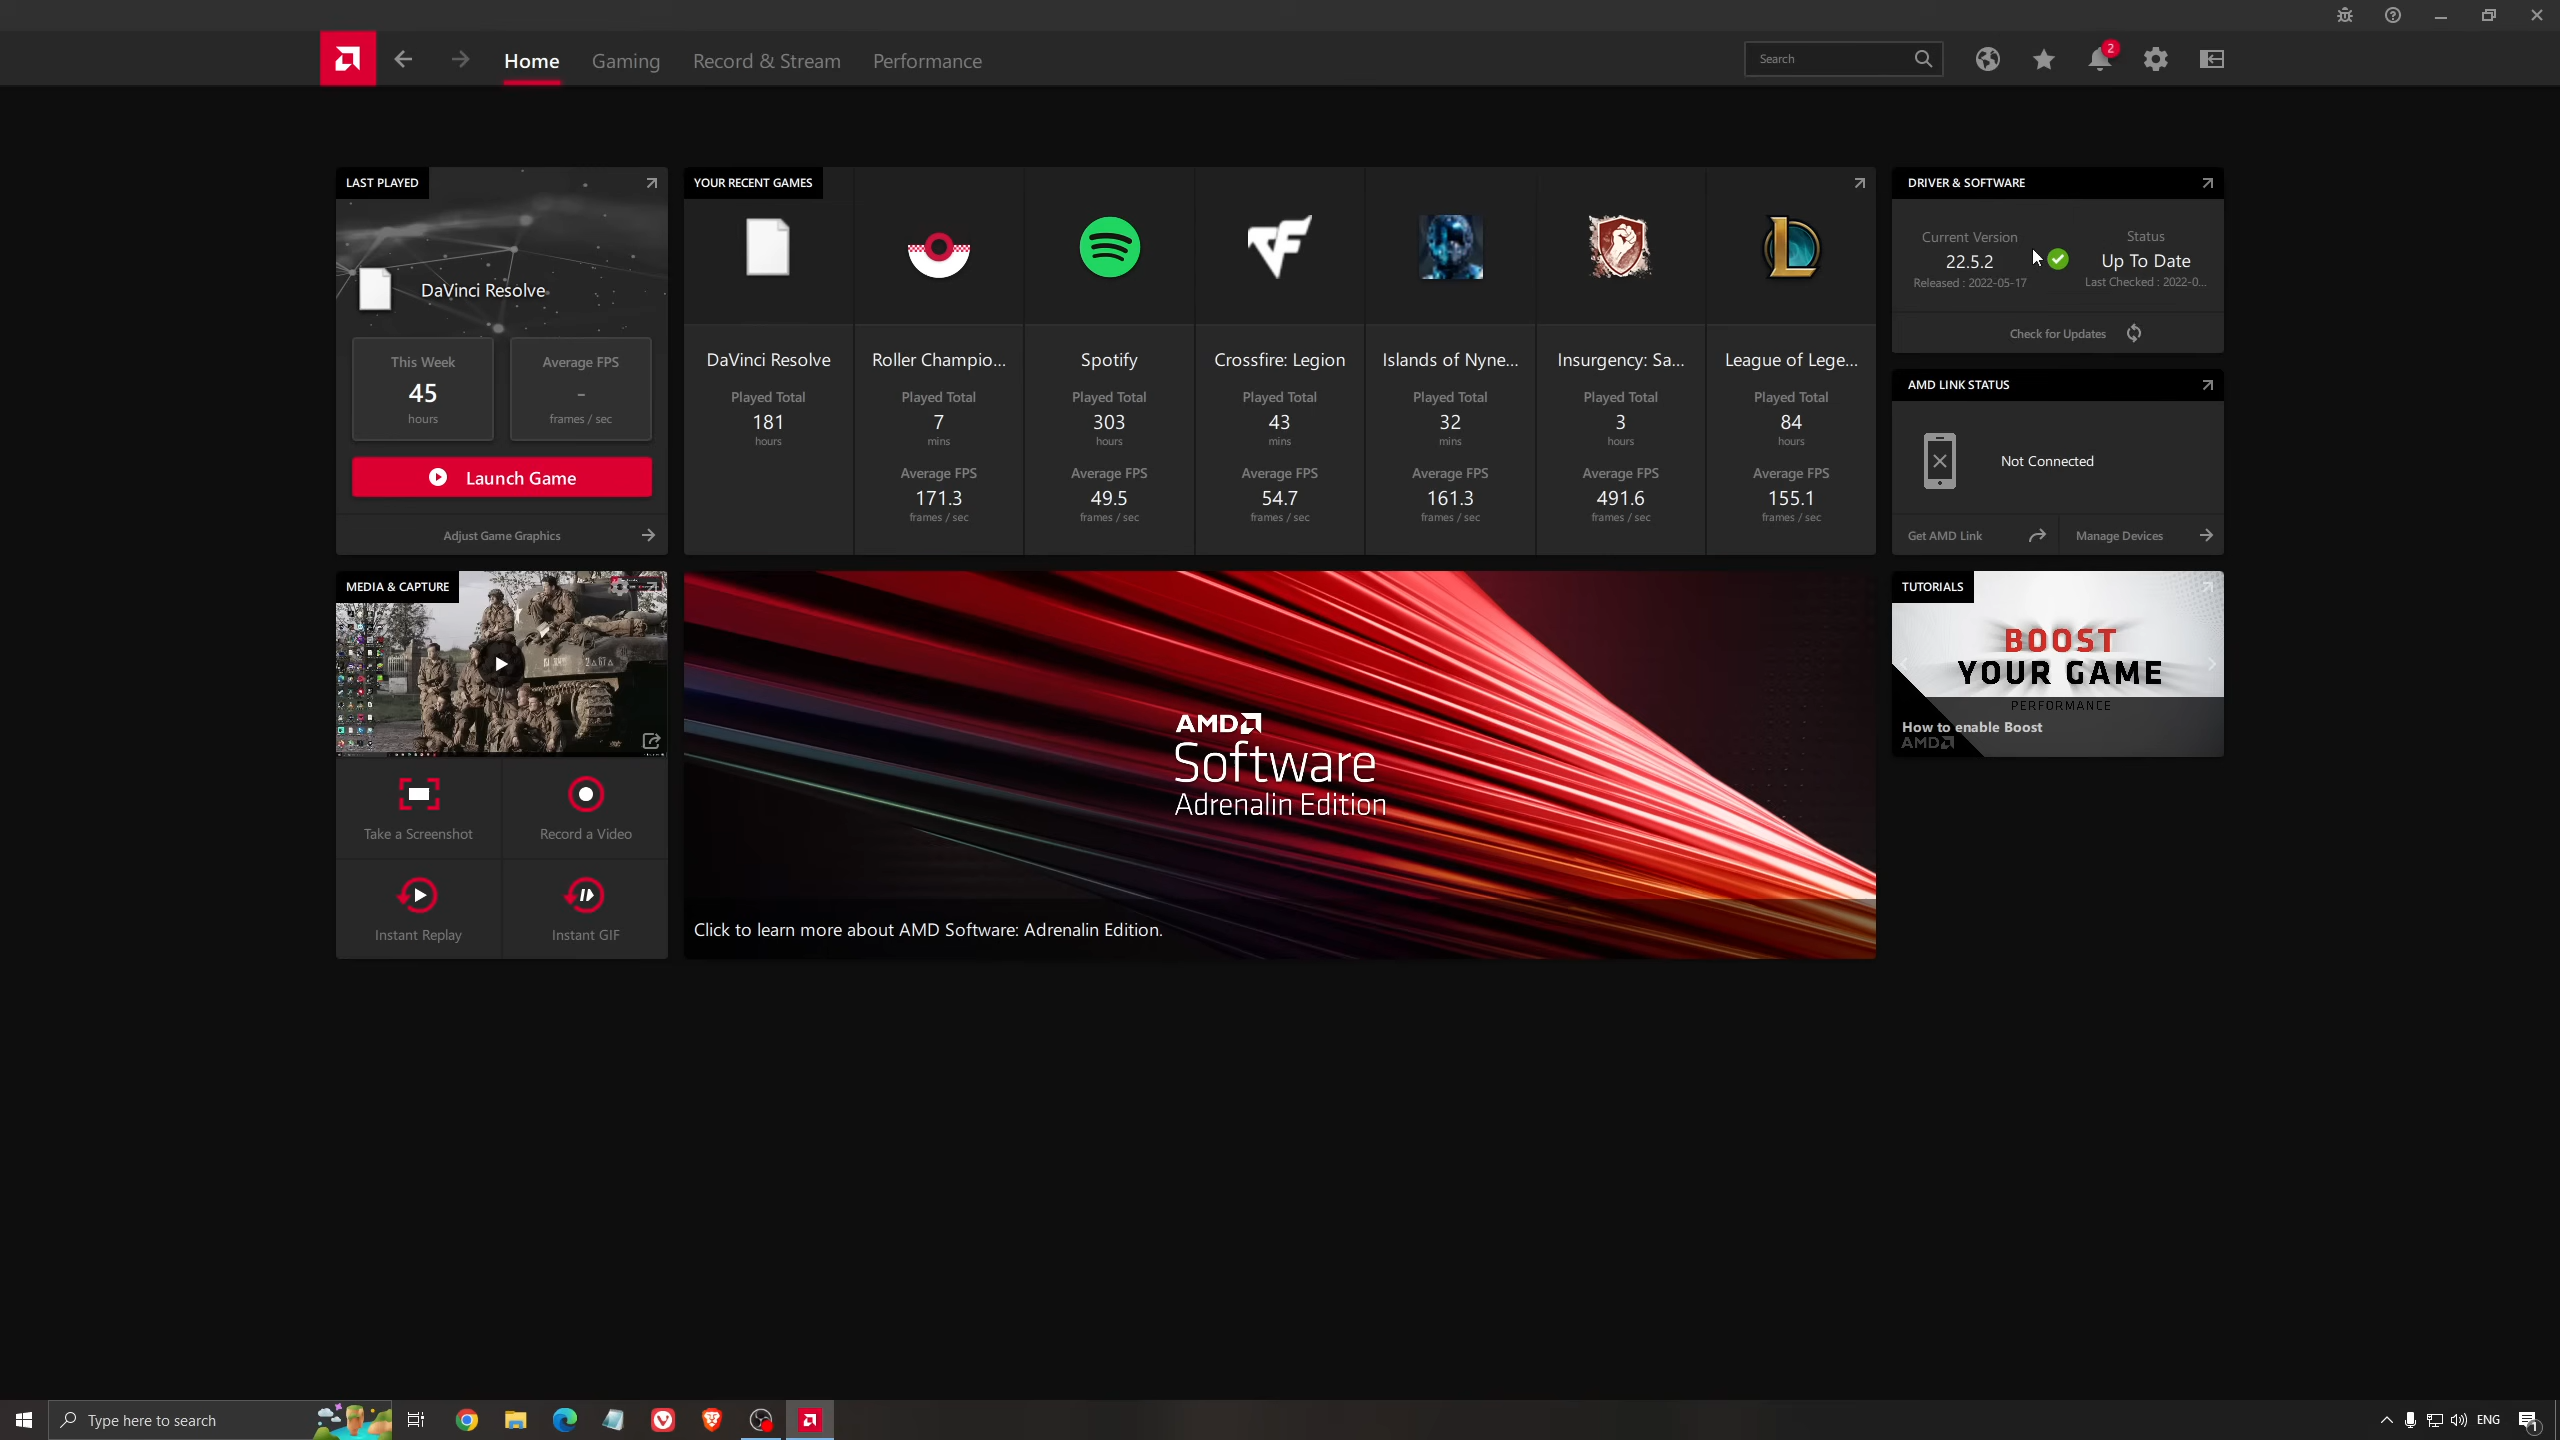 Home
Gaming
Record & Stream
Performance
Search
2
LAST PLAYED
DaVinci Resolve
This Week
45
hours
Average FPS
-
frames / sec
Launch Game
Adjust Game Graphics
YOUR RECENT GAMES
DaVinci Resolve
Played Total
181
hours
Roller Champio...
Played Total
7
mins
Average FPS
171.3
frames / sec
Spotify
Played Total
303
hours
Average FPS
49.5
frames / sec
Crossfire: Legion
Played Total
43
mins
Average FPS
54.7
frames / sec
Islands of Nyne...
Played Total
32
mins
Average FPS
161.3
frames / sec
Insurgency: Sa...
Played Total
3
hours
Average FPS
491.6
frames / sec
League of Lege...
Played Total
84
hours
Average FPS
155.1
frames / sec
DRIVER & SOFTWARE
Current Version
22.5.2
Released : 2022-05-17
Status
Up To Date
Last Checked : 2022-0...
Check for Updates
AMD LINK STATUS
Not Connected
Get AMD Link
Manage Devices
MEDIA & CAPTURE
Take a Screenshot
Record a Video
Instant Replay
Instant GIF
AMD
Software
Adrenalin Edition
Click to learn more about AMD Software: Adrenalin Edition.
TUTORIALS
BOOST
YOUR GAME
PERFORMANCE
How to enable Boost
AMD
Type here to search
ENG
1